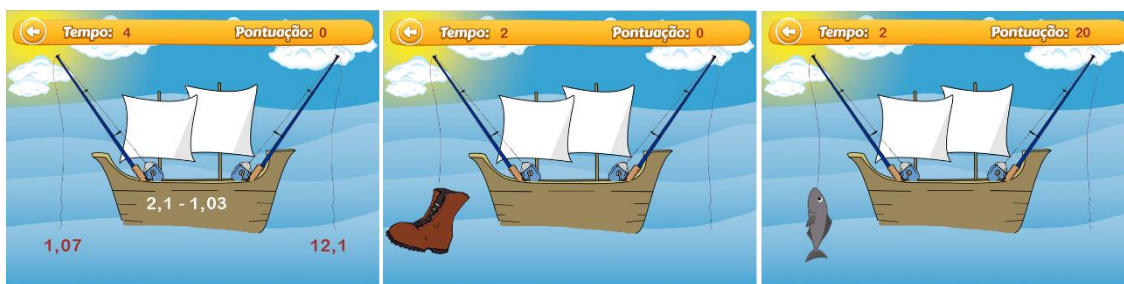 Tempo: 4 Pontuação: 0
2,1 - 1,03
1,07 12,1
Tempo: 2 Pontuação: 0
Tempo: 2 Pontuação: 20